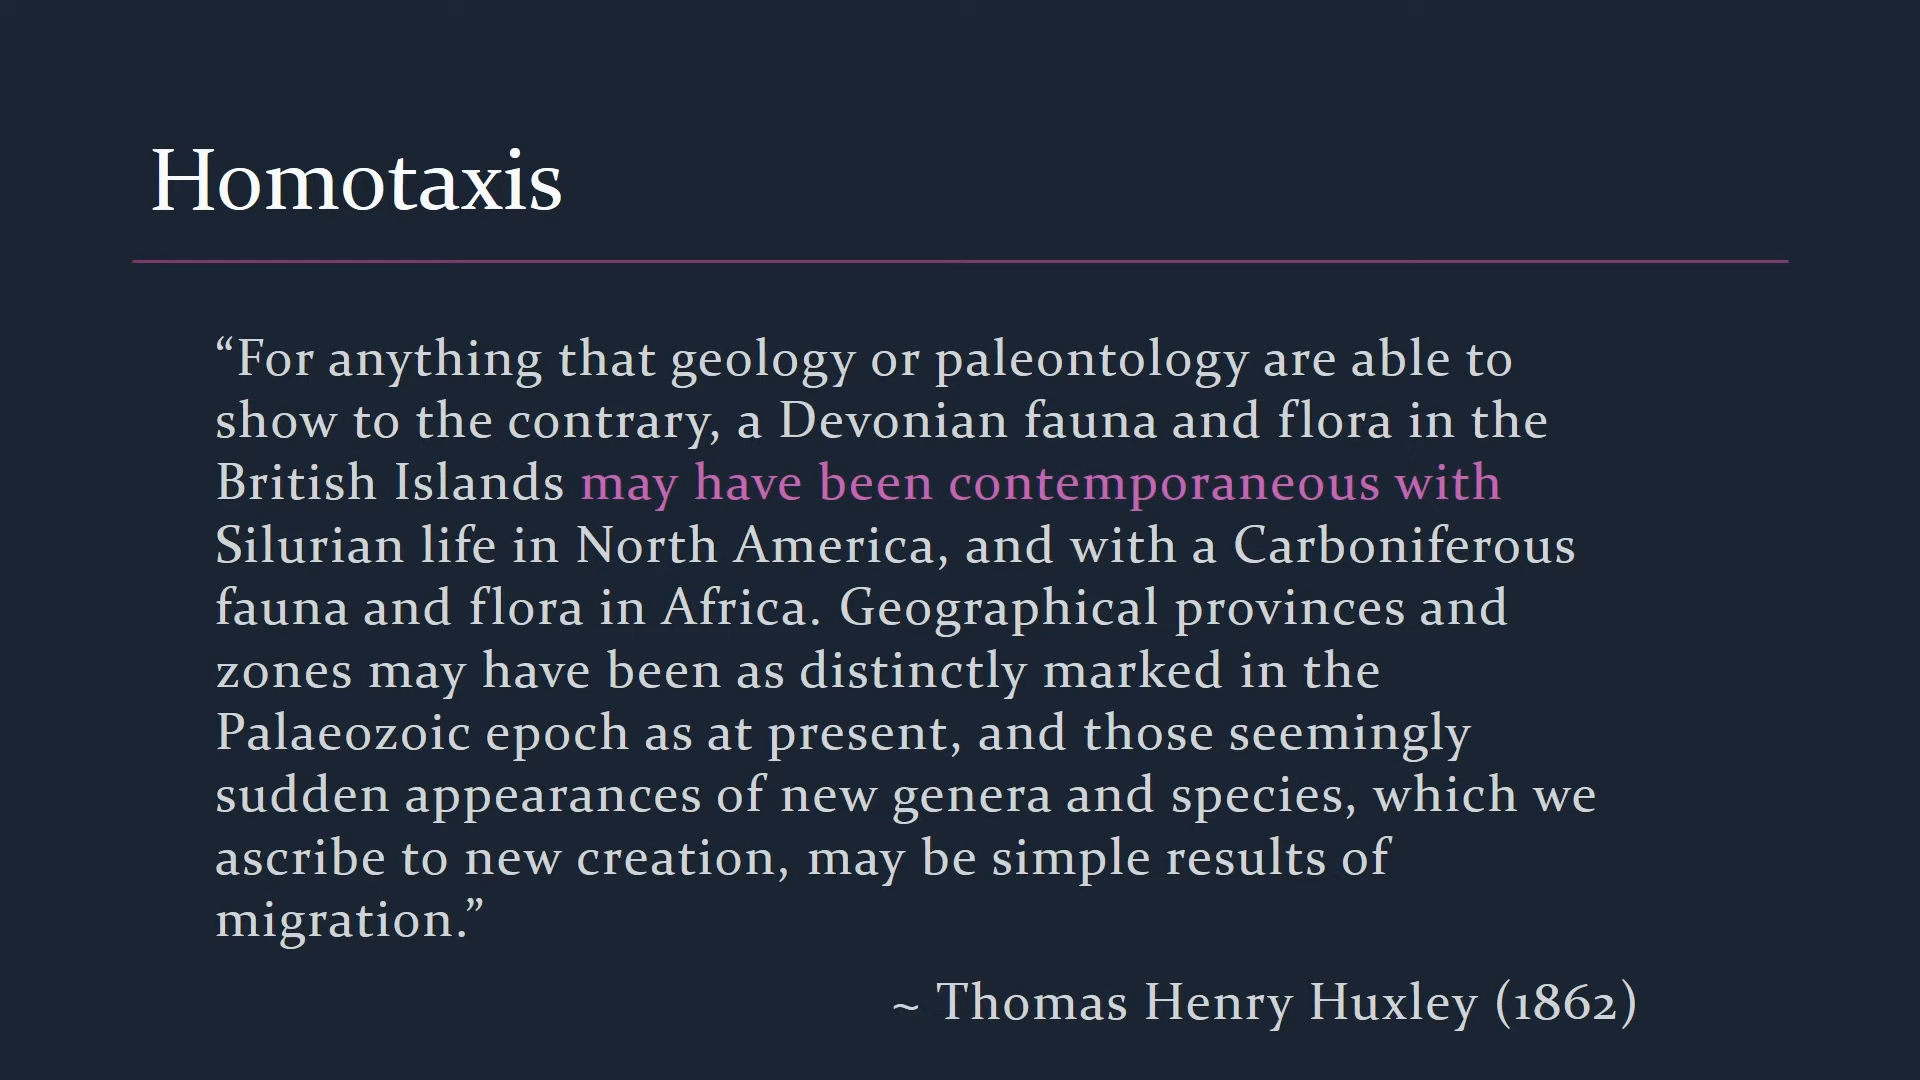 Homotaxis
“For anything that geology or paleontology are able to
show to the contrary, a Devonian fauna and flora in the
British Islands may have been contemporaneous with
Silurian life in North America, and with a Carboniferous
fauna and flora in Africa. Geographical provinces and
zones may have been as distinctly marked in the
Palaeozoic epoch as at present, and those seemingly
sudden appearances of new genera and species, which we
ascribe to new creation, may be simple results of
migration.”
~ Thomas Henry Huxley (1862)